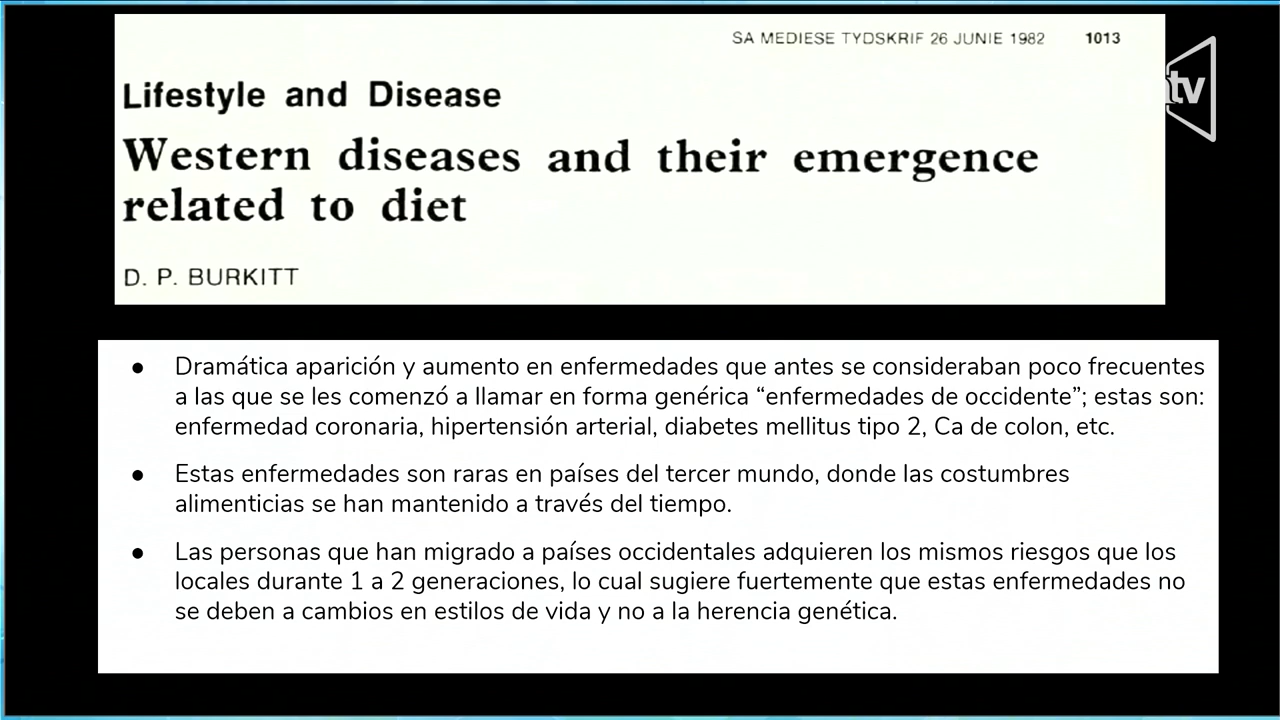 SA MEDIESE TYDSKRIF 26 JUNIE 1982 1013
Lifestyle and Disease
Western diseases and their emergence
related to diet
D. P. BURKITT
tv
● Dramática aparición y aumento en enfermedades que antes se consideraban poco frecuentes
a las que se les comenzó a llamar en forma genérica “enfermedades de occidente”; estas son:
enfermedad coronaria, hipertensión arterial, diabetes mellitus tipo 2, Ca de colon, etc.
● Estas enfermedades son raras en países del tercer mundo, donde las costumbres
alimenticias se han mantenido a través del tiempo.
● Las personas que han migrado a países occidentales adquieren los mismos riesgos que los
locales durante 1 a 2 generaciones, lo cual sugiere fuertemente que estas enfermedades no
se deben a cambios en estilos de vida y no a la herencia genética.